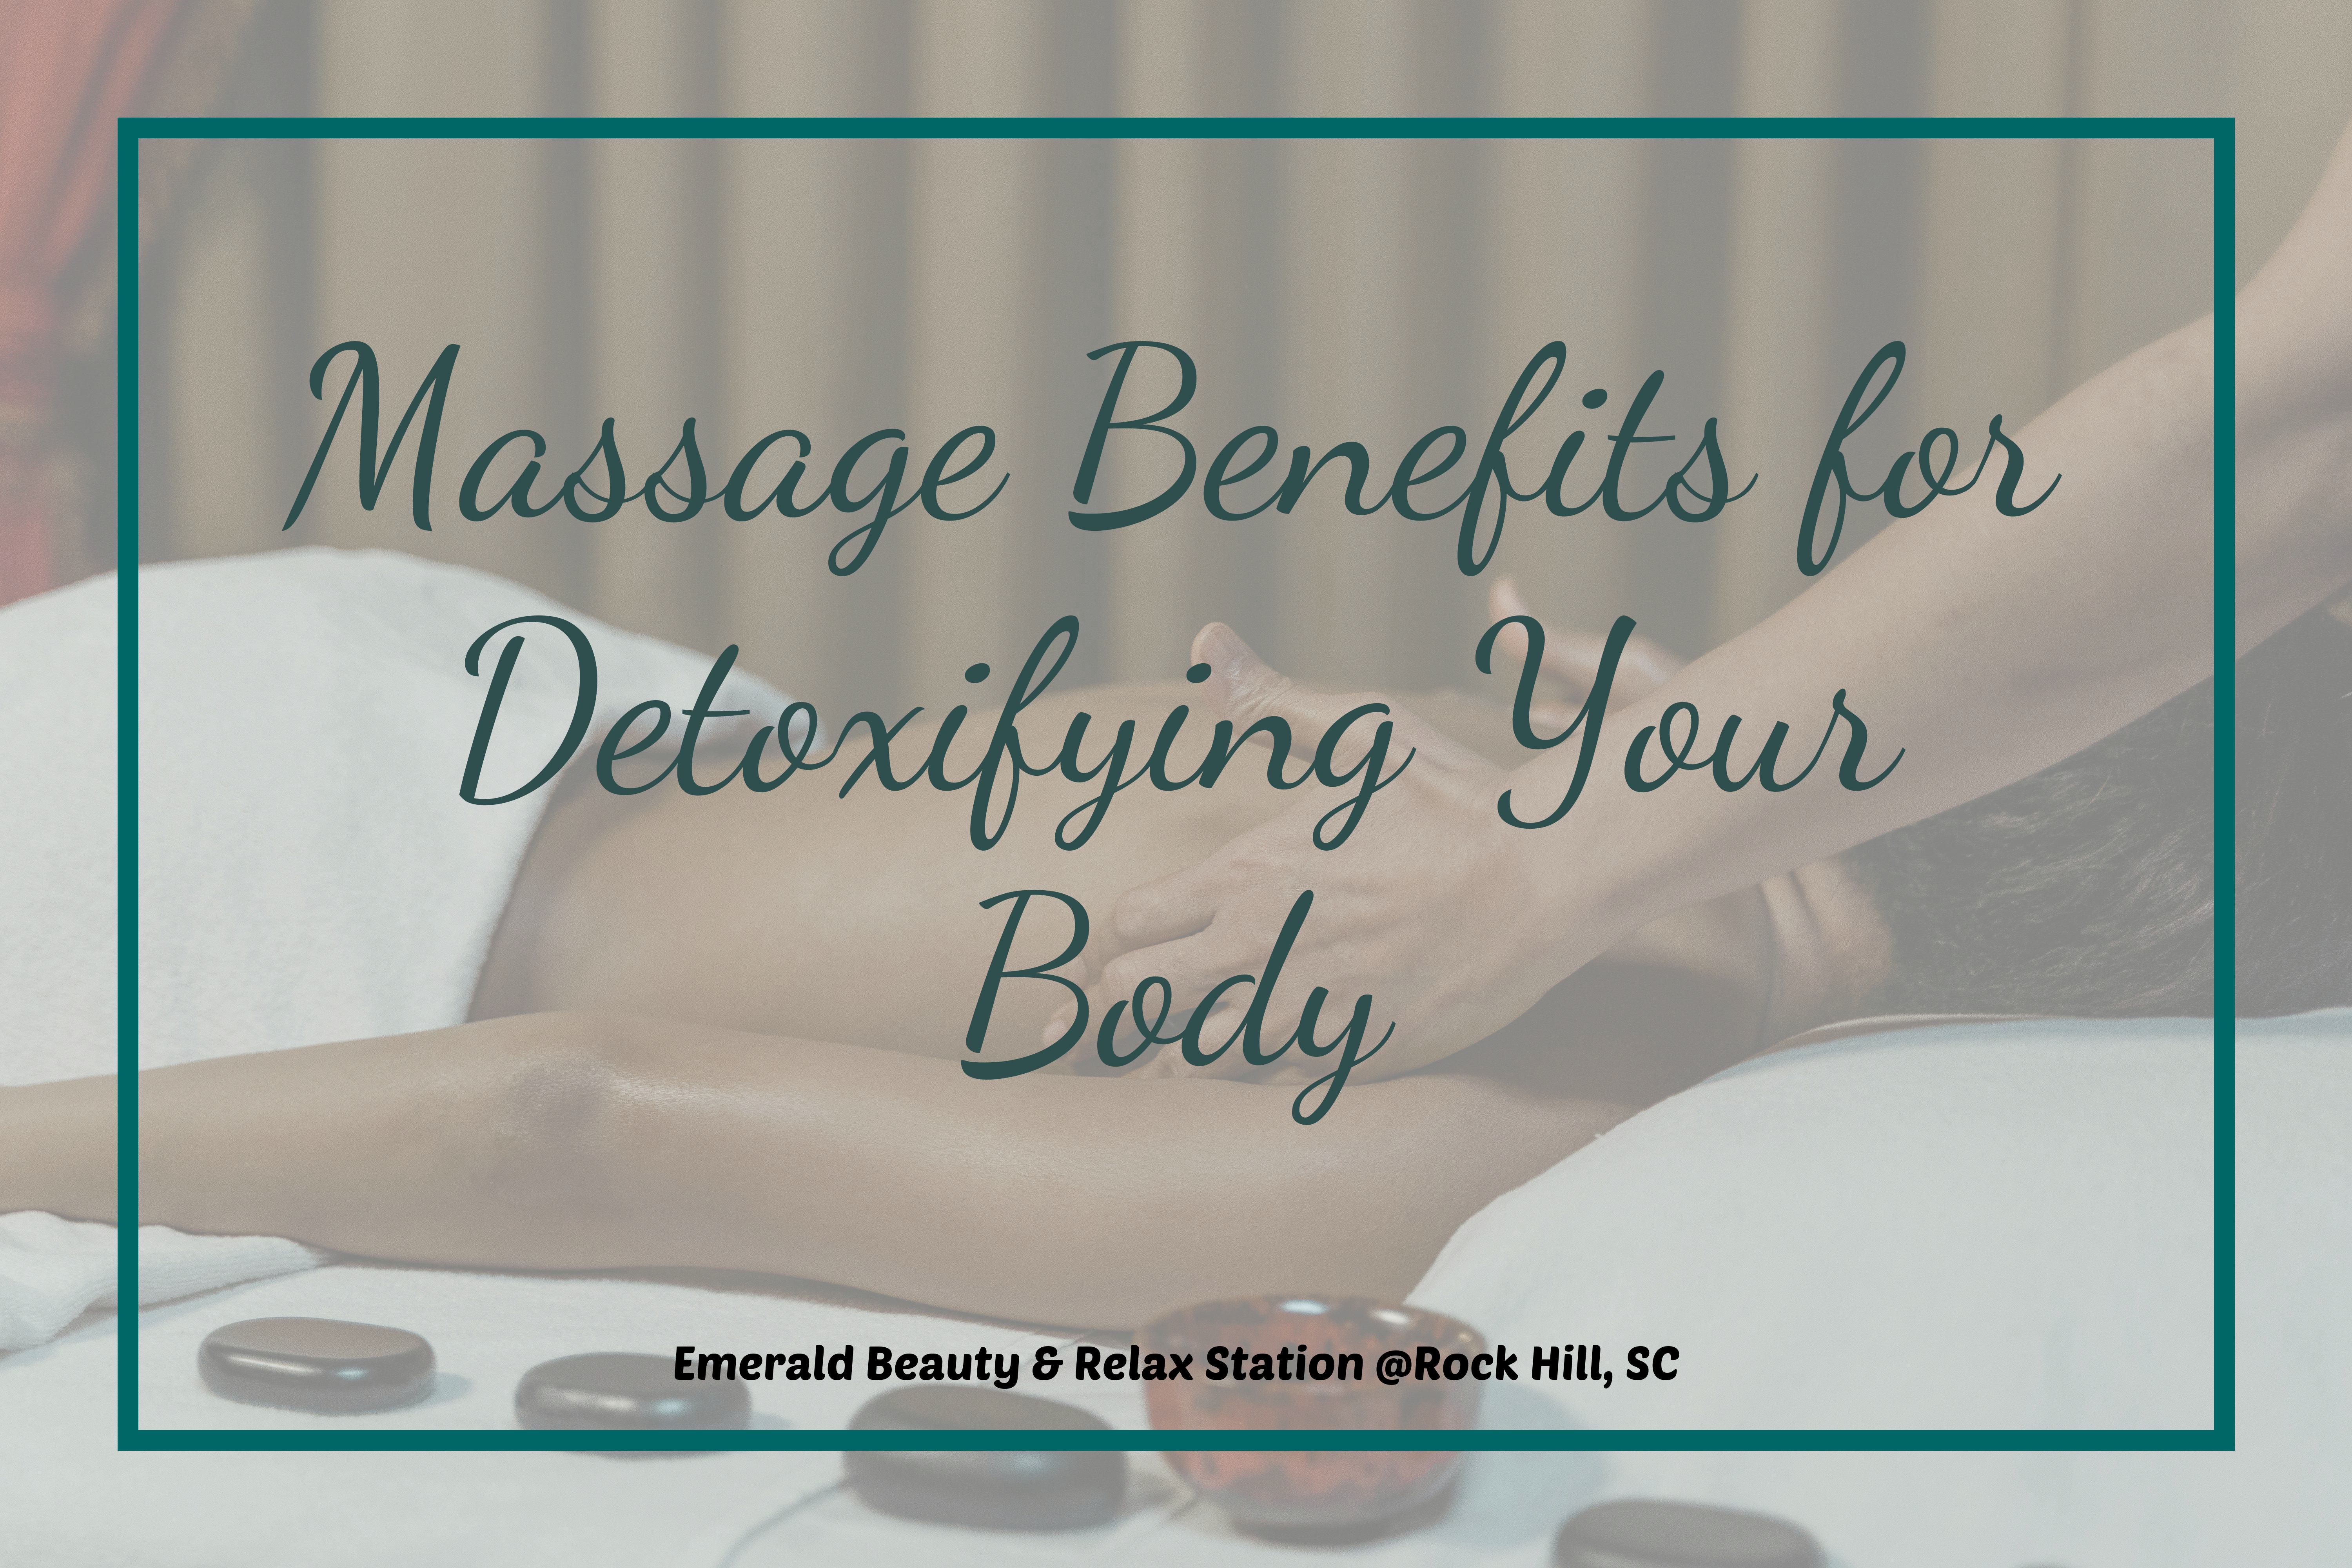 Massage Benefits for
Detoxifying Your
Body
Emerald Beauty & Relax Station @Rock Hill, SC